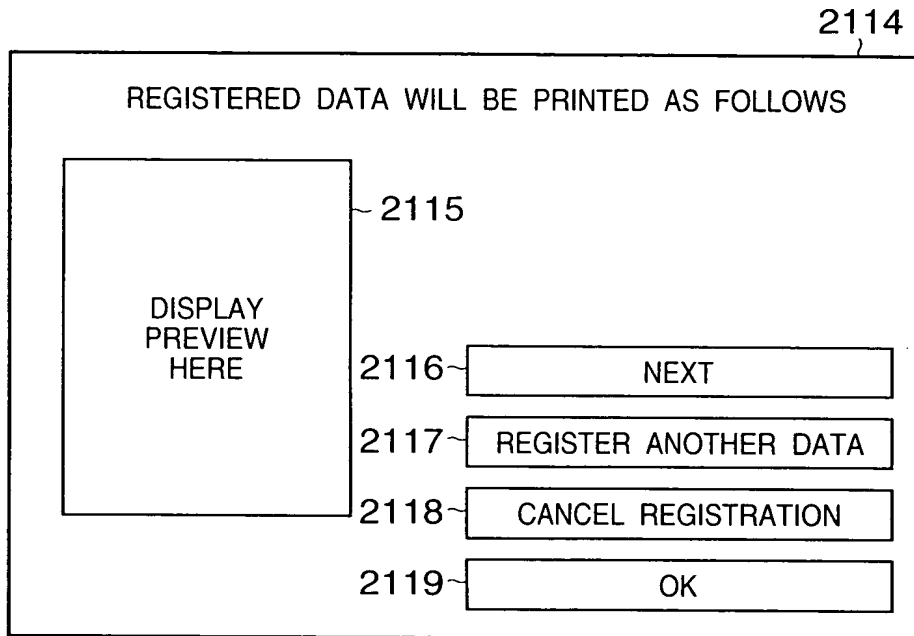 2114
REGISTERED DATA WILL BE PRINTED AS FOLLOWS
2115
DISPLAY
PREVIEW
HERE
2116
NEXT
2117
REGISTER ANOTHER DATA
2118
CANCEL REGISTRATION
2119
OK